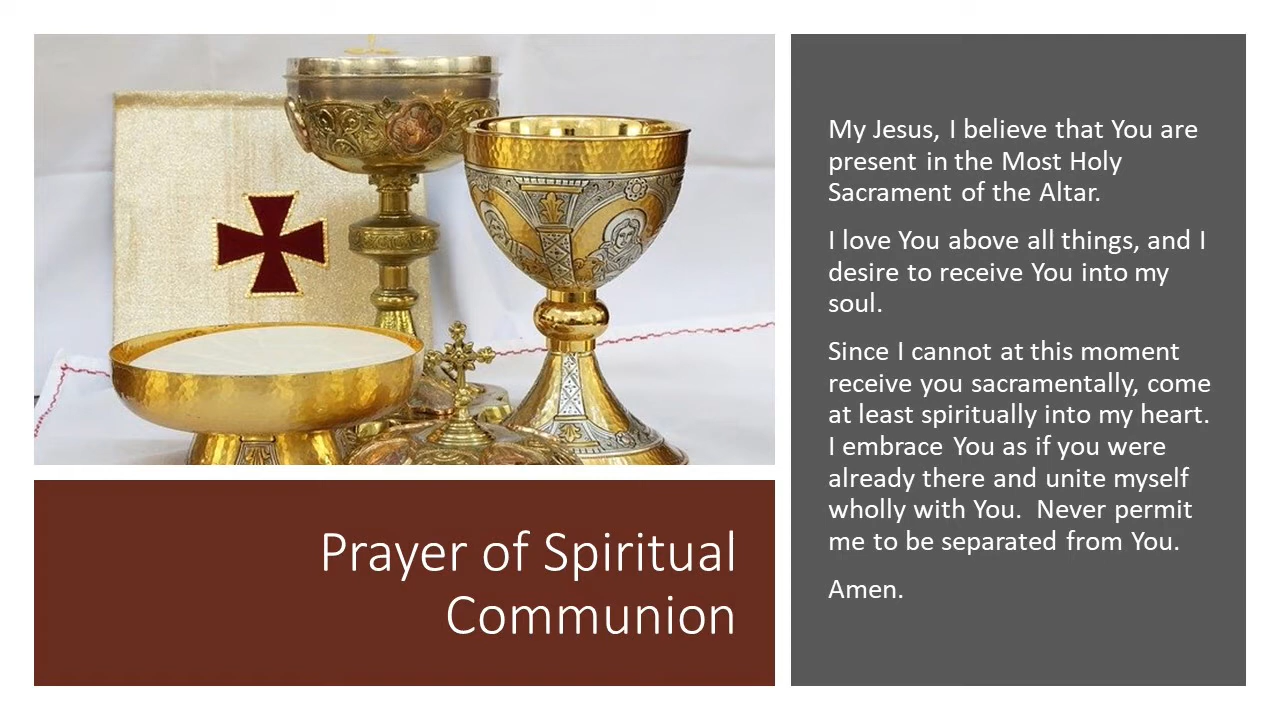 Prayer of Spiritual
Communion
My Jesus, I believe that You are
present in the Most Holy
Sacrament of the Altar.
I love You above all things, and I
desire to receive You into my
soul.
Since I cannot at this moment
receive you sacramentally, come
at least spiritually into my heart.
I embrace You as if you were
already there and unite myself
wholly with You.  Never permit
me to be separated from You.
Amen.